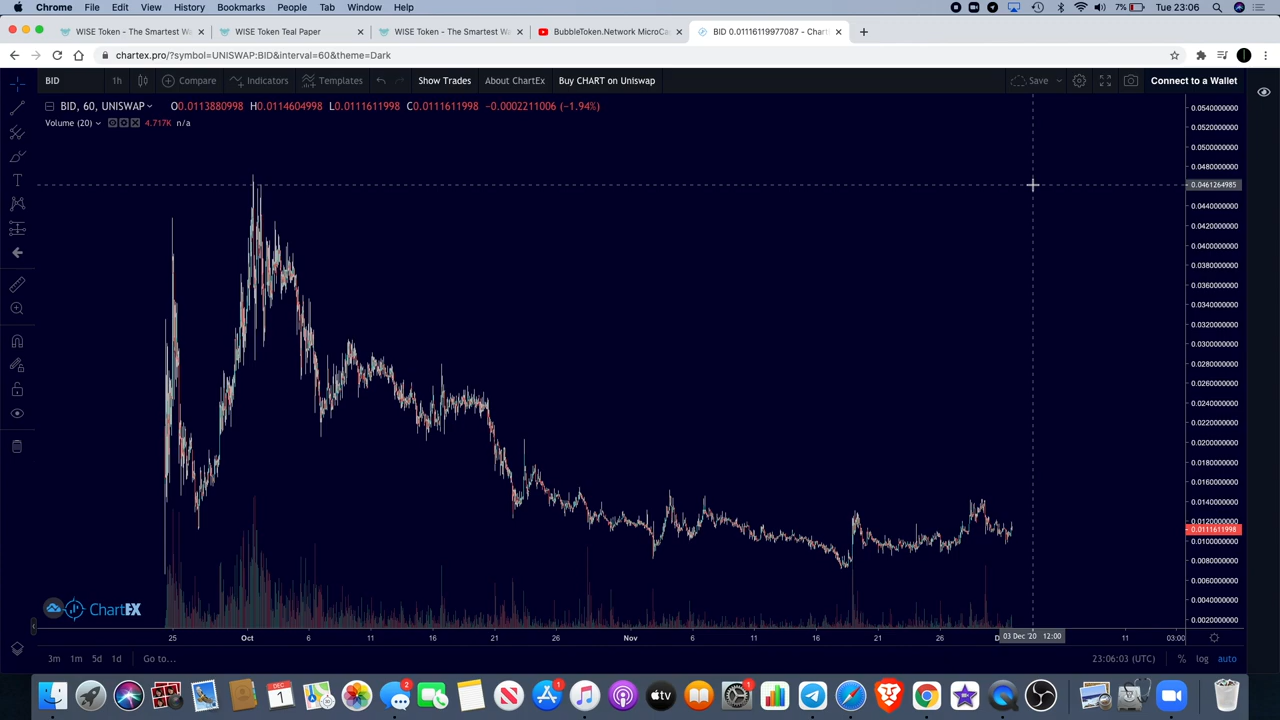 Chrome File Edit View History Bookmarks People Tab Window Help 7% Tue 23:06
WISE Token - The Smartest W × WISE Token Teal Paper × WISE Token - The Smartest W × BubbleToken.Network MicroCa × BID 0.01116119977087 - Chart × +
chartex.pro/?symbol=UNISWAP:BID&interval=60&theme=Dark
BID 1h Compare Indicators Templates Show Trades About ChartEX Buy CHART on Uniswap Save Connect to a Wallet
BID, 60, UNISWAP O0.0113880998 H0.0114604998 L0.0111611998 C0.0111611998 −0.0002211006 (−1.94%)
Volume (20) 4.717K n/a
0.0540000000
0.0520000000
0.0500000000
0.0480000000
0.0461264985
0.0440000000
0.0420000000
0.0400000000
0.0380000000
0.0360000000
0.0340000000
0.0320000000
0.0300000000
0.0280000000
0.0260000000
0.0240000000
0.0220000000
0.0200000000
0.0180000000
0.0160000000
0.0140000000
0.0120000000
0.0111611998
0.0100000000
0.0080000000
0.0060000000
0.0040000000
0.0020000000
ChartEX
25 Oct 6 11 16 21 26 Nov 6 11 16 21 26 D 03 Dec '20 12:00 11 03:00
3m 1m 5d 1d Go to... 23:06:03 (UTC) % log auto
2 DEC 1 1 tv